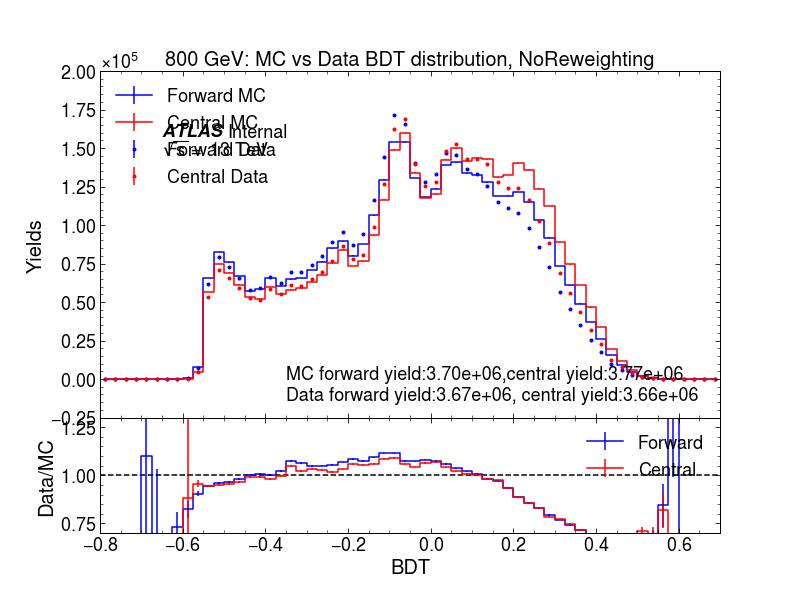 800 GeV: MC vs Data BDT distribution, NoReweighting
×10⁵
2.00
1.75
1.50
1.25
1.00
0.75
0.50
0.25
0.00
−0.25
Yields
Forward MC
Central MC
ATLAS Internal
√s = 13 TeV
Forward Data
Central Data
MC forward yield:3.70e+06,central yield:3.77e+06
Data forward yield:3.67e+06, central yield:3.66e+06
1.25
1.00
0.75
Data/MC
Forward
Central
−0.8 −0.6 −0.4 −0.2 0.0 0.2 0.4 0.6
BDT